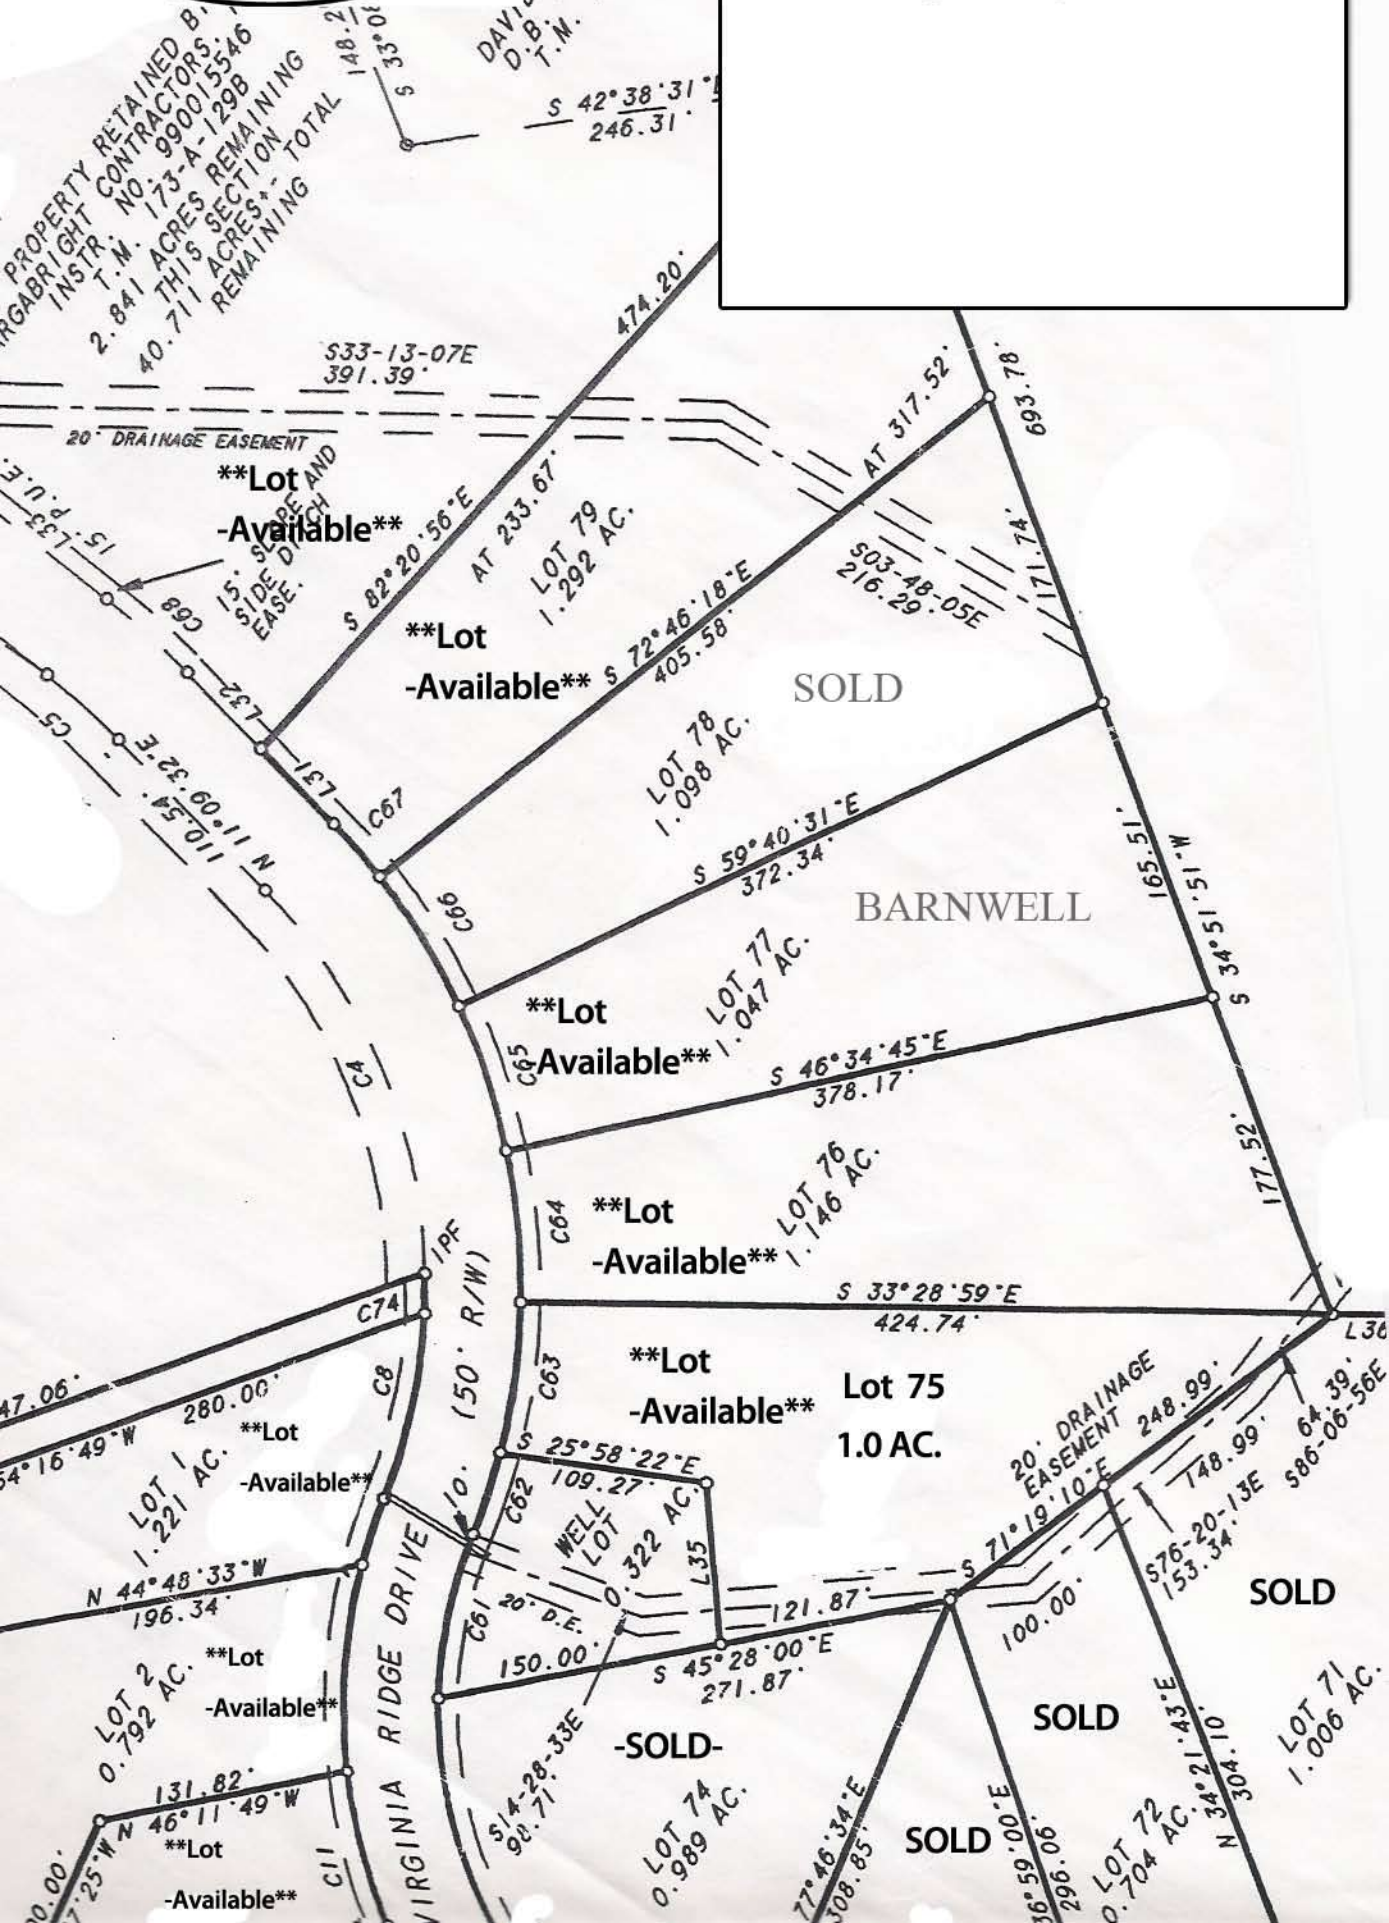 PROPERTY RETAINED B
RGABRIGHT CONTRACTORS.
INSTR. NO. 990015546
T.M. 173-A-129B
2.841 ACRES REMAINING
THIS SECTION
40.711 ACRES+- TOTAL
REMAINING
148.2
S 33°0
DAVI
D.B.
T.M.
S 42°38'31"E
246.31'
474.20'
S33-13-07E
391.39'
20' DRAINAGE EASEMENT
**Lot
-Available**
15' SLOPE AND
SIDE DITCH
EASE.
L33
15' P.U.E.
C68
L32
L31
C67
C5
N 11°09'32"E
110.54'
S 82°20'56"E
AT 233.67'
LOT 79
1.292 AC.
**Lot
-Available**
AT 317.52'
693.78'
171.74'
S03-48-05E
216.29'
S 72°46'18"E
405.58'
SOLD
LOT 78
1.098 AC.
C66
S 59°40'31"E
372.34'
165.51'
S 34°51'51"W
BARNWELL
LOT 77
1.047 AC.
**Lot
-Available**
C65
C4
S 46°34'45"E
378.17'
177.52'
LOT 76
1.146 AC.
**Lot
-Available**
C64
IPF
(50' R/W)
C74
S 33°28'59"E
424.74'
L36
47.06'
280.00'
54°16'49"W
C8
C63
**Lot
-Available**
Lot 75
1.0 AC.
20' DRAINAGE
EASEMENT
248.99'
148.99'
64.39'
S86-06-56E
S 71°19'10"E
S76-20-13E
153.34'
100.00'
LOT 1
1.221 AC.
**Lot
-Available**
S 25°58'22"E
109.27'
10'
C62
WELL
LOT
0.322 AC.
L35
20' D.E.
C61
121.87'
150.00'
S 45°28'00"E
271.87'
N 44°48'33"W
196.34'
LOT 2
0.792 AC.
**Lot
-Available**
VIRGINIA RIDGE DRIVE
S14-28-33E
-SOLD-
LOT 74
0.989 AC.
SOLD
SOLD
SOLD
LOT 71
1.006 AC.
N 34°21'43"E
304.10'
LOT 72
0.704 AC.
77°46'34"E
308.85'
36°59'00"E
296.06'
131.82'
N 46°11'49"W
**Lot
-Available**
C11
00.00'
'25"W